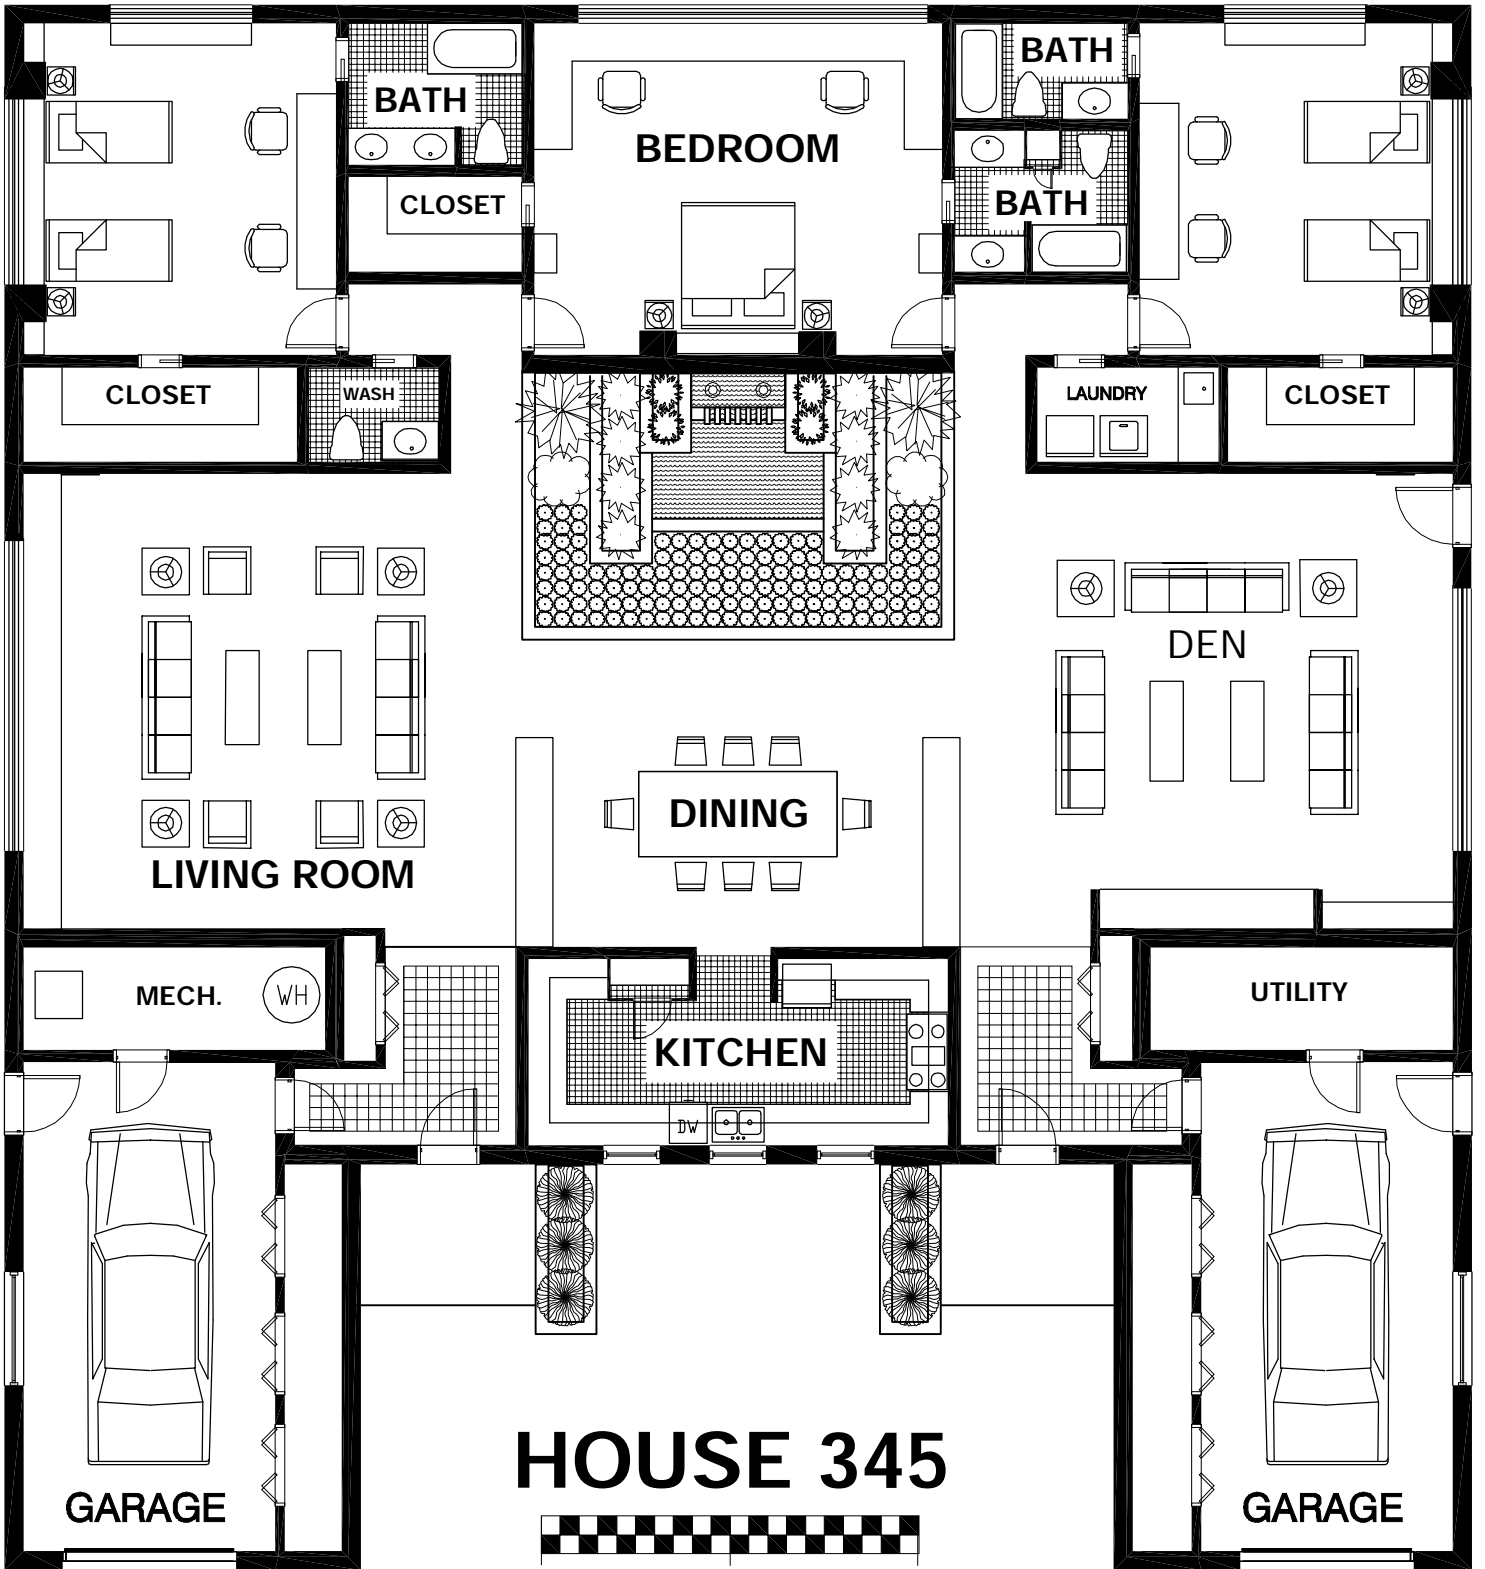 BATH
BATH
BEDROOM
CLOSET
BATH
CLOSET
WASH
LAUNDRY
CLOSET
DEN
DINING
LIVING ROOM
MECH.
WH
KITCHEN
UTILITY
DW
HOUSE 345
GARAGE
GARAGE